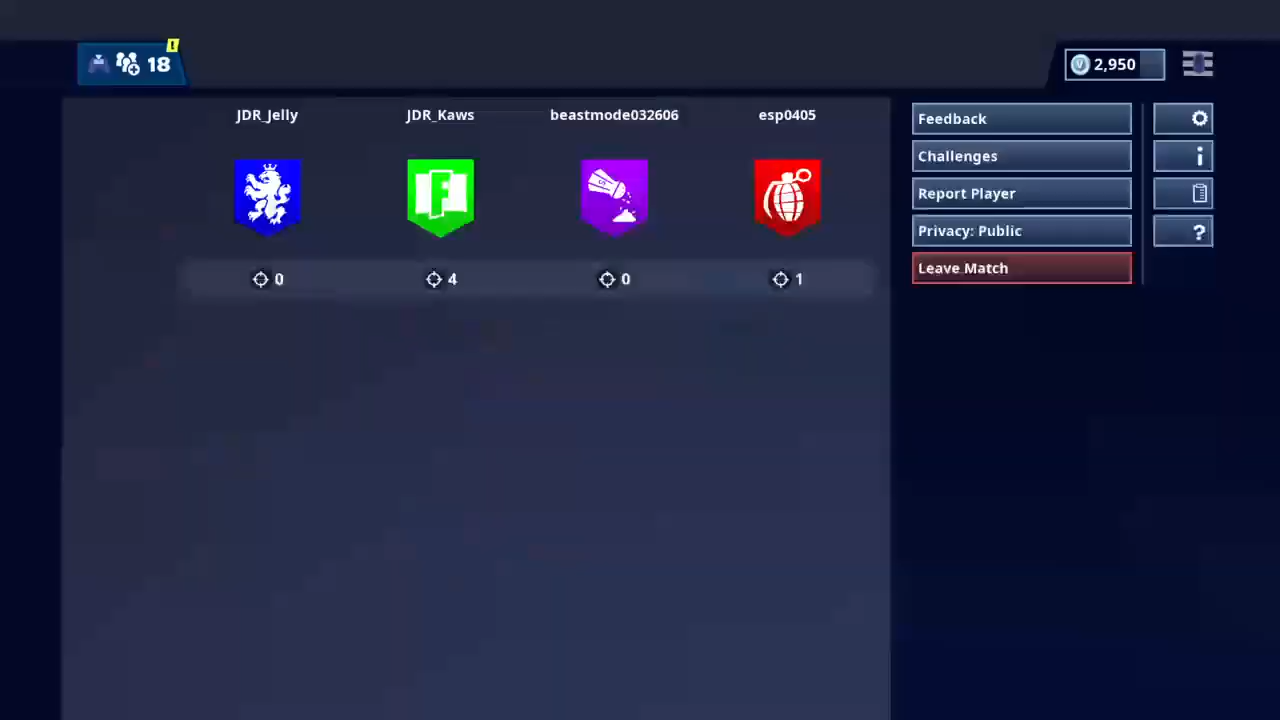 18
2,950
JDR_Jelly
JDR_Kaws
beastmode032606
esp0405
0
4
0
1
Feedback
Challenges
Report Player
Privacy: Public
Leave Match
i
?